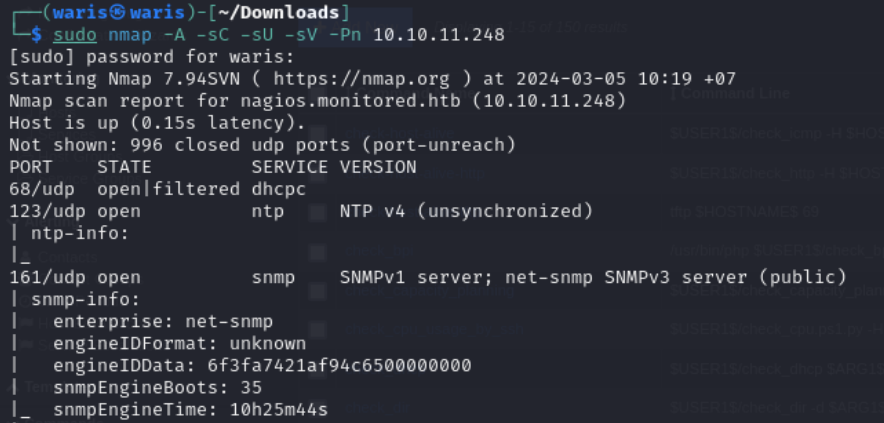 ┌──(waris㉿waris)-[~/Downloads]
└─$ sudo nmap -A -sC -sU -sV -Pn 10.10.11.248
[sudo] password for waris:
Starting Nmap 7.94SVN ( https://nmap.org ) at 2024-03-05 10:19 +07
Nmap scan report for nagios.monitored.htb (10.10.11.248)
Host is up (0.15s latency).
Not shown: 996 closed udp ports (port-unreach)
PORT    STATE         SERVICE VERSION
68/udp  open|filtered dhcpc
123/udp open          ntp     NTP v4 (unsynchronized)
| ntp-info:
|_
161/udp open          snmp    SNMPv1 server; net-snmp SNMPv3 server (public)
| snmp-info:
|   enterprise: net-snmp
|   engineIDFormat: unknown
|   engineIDData: 6f3fa7421af94c6500000000
|   snmpEngineBoots: 35
|_  snmpEngineTime: 10h25m44s